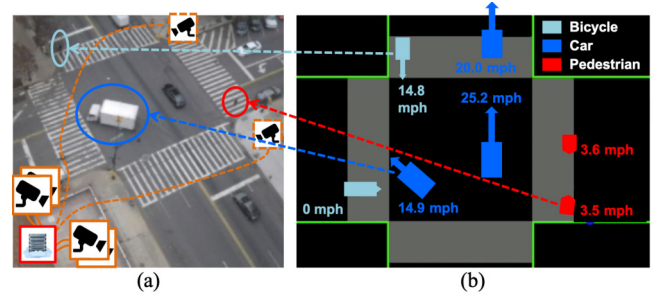 Bicycle
Car
Pedestrian
20.0 mph
14.8
mph
25.2 mph
3.6 mph
0 mph
14.9 mph
3.5 mph
(a)
(b)